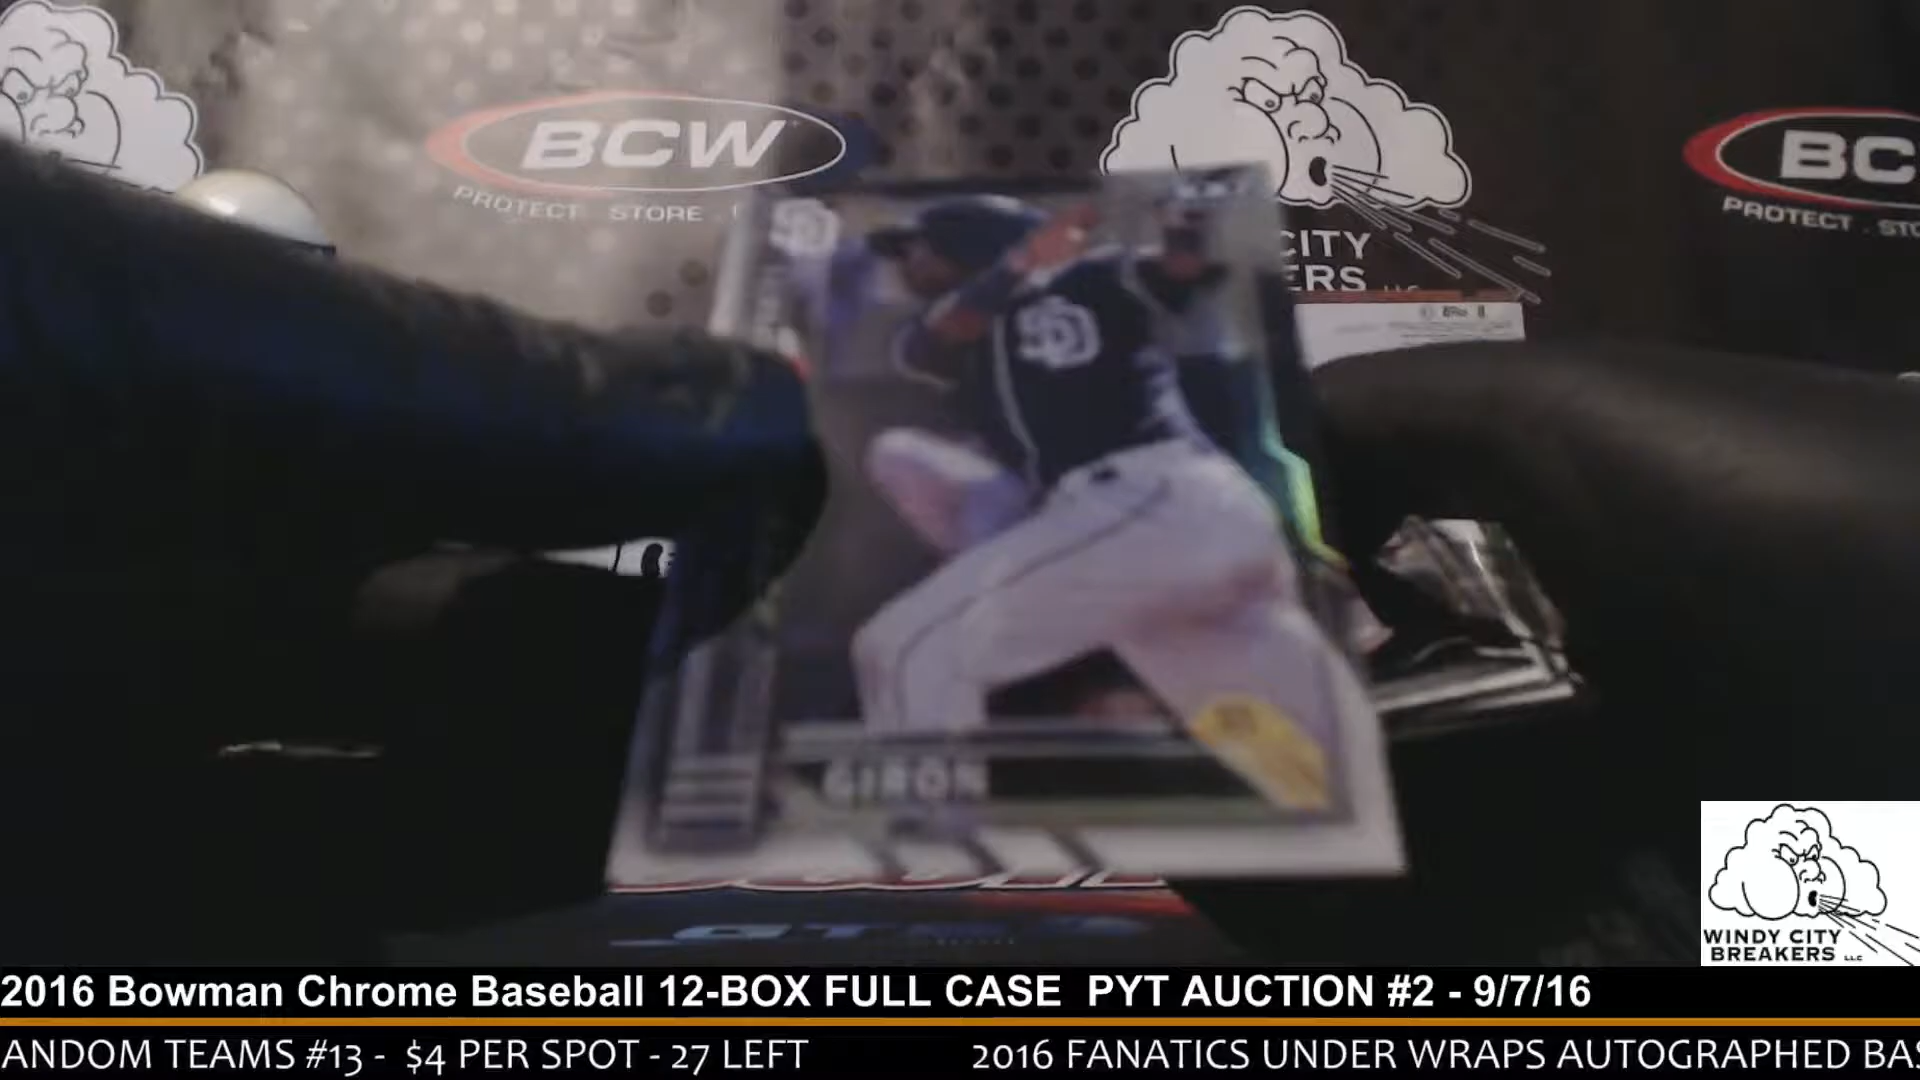 BCW
PROTECT . STORE .
BC
PROTECT . STO
CITY
ERS LLC
SD
SD
GIRON
WINDY CITY
BREAKERS LLC
2016 Bowman Chrome Baseball 12-BOX FULL CASE PYT AUCTION #2 - 9/7/16
ANDOM TEAMS #13 - $4 PER SPOT - 27 LEFT
2016 FANATICS UNDER WRAPS AUTOGRAPHED BAS